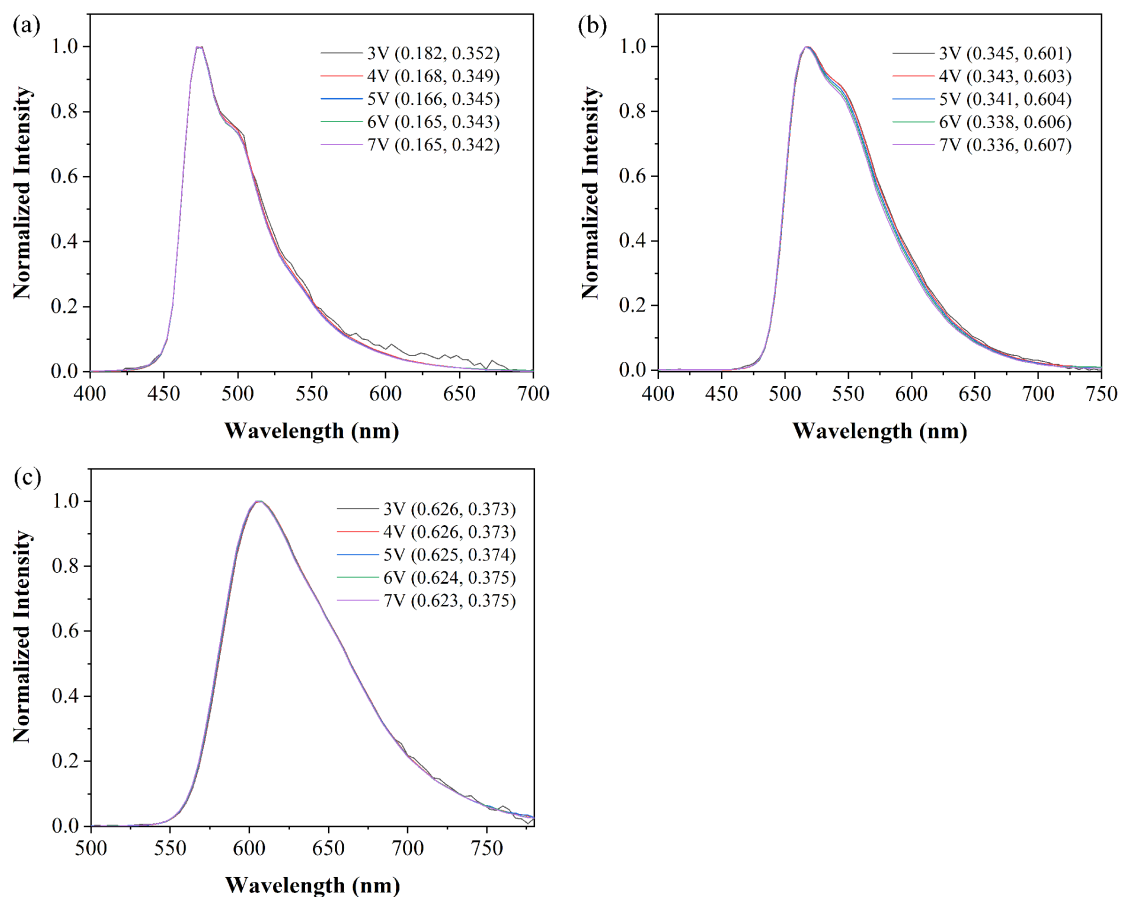 (a)
3V (0.182, 0.352)
4V (0.168, 0.349)
5V (0.166, 0.345)
6V (0.165, 0.343)
7V (0.165, 0.342)
Normalized Intensity
1.0
0.8
0.6
0.4
0.2
0.0
400 450 500 550 600 650 700
Wavelength (nm)
(b)
3V (0.345, 0.601)
4V (0.343, 0.603)
5V (0.341, 0.604)
6V (0.338, 0.606)
7V (0.336, 0.607)
Normalized Intensity
1.0
0.8
0.6
0.4
0.2
0.0
400 450 500 550 600 650 700 750
Wavelength (nm)
(c)
3V (0.626, 0.373)
4V (0.626, 0.373)
5V (0.625, 0.374)
6V (0.624, 0.375)
7V (0.623, 0.375)
Normalized Intensity
1.0
0.8
0.6
0.4
0.2
0.0
500 550 600 650 700 750
Wavelength (nm)